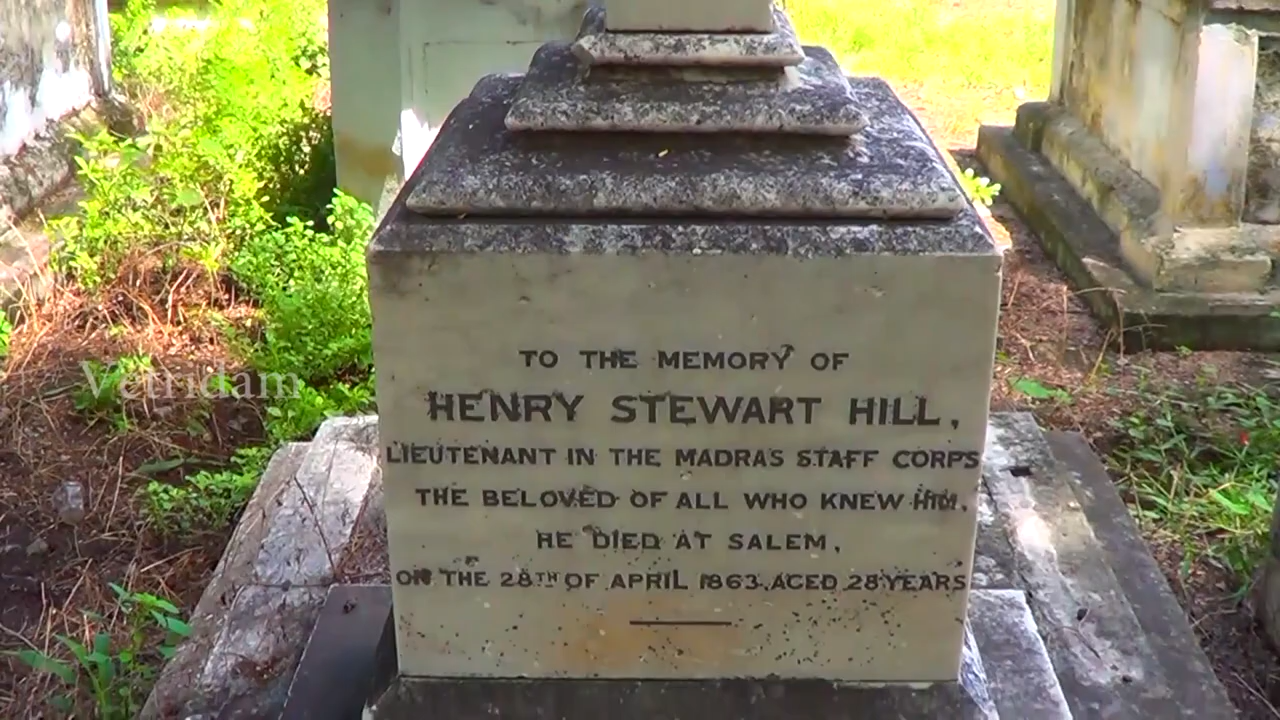 TO THE MEMORY OF
HENRY STEWART HILL,
LIEUTENANT IN THE MADRAS STAFF CORPS
THE BELOVED OF ALL WHO KNEW HIM,
HE DIED AT SALEM,
ON THE 28TH OF APRIL 1863. AGED 28 YEARS
Vetridam